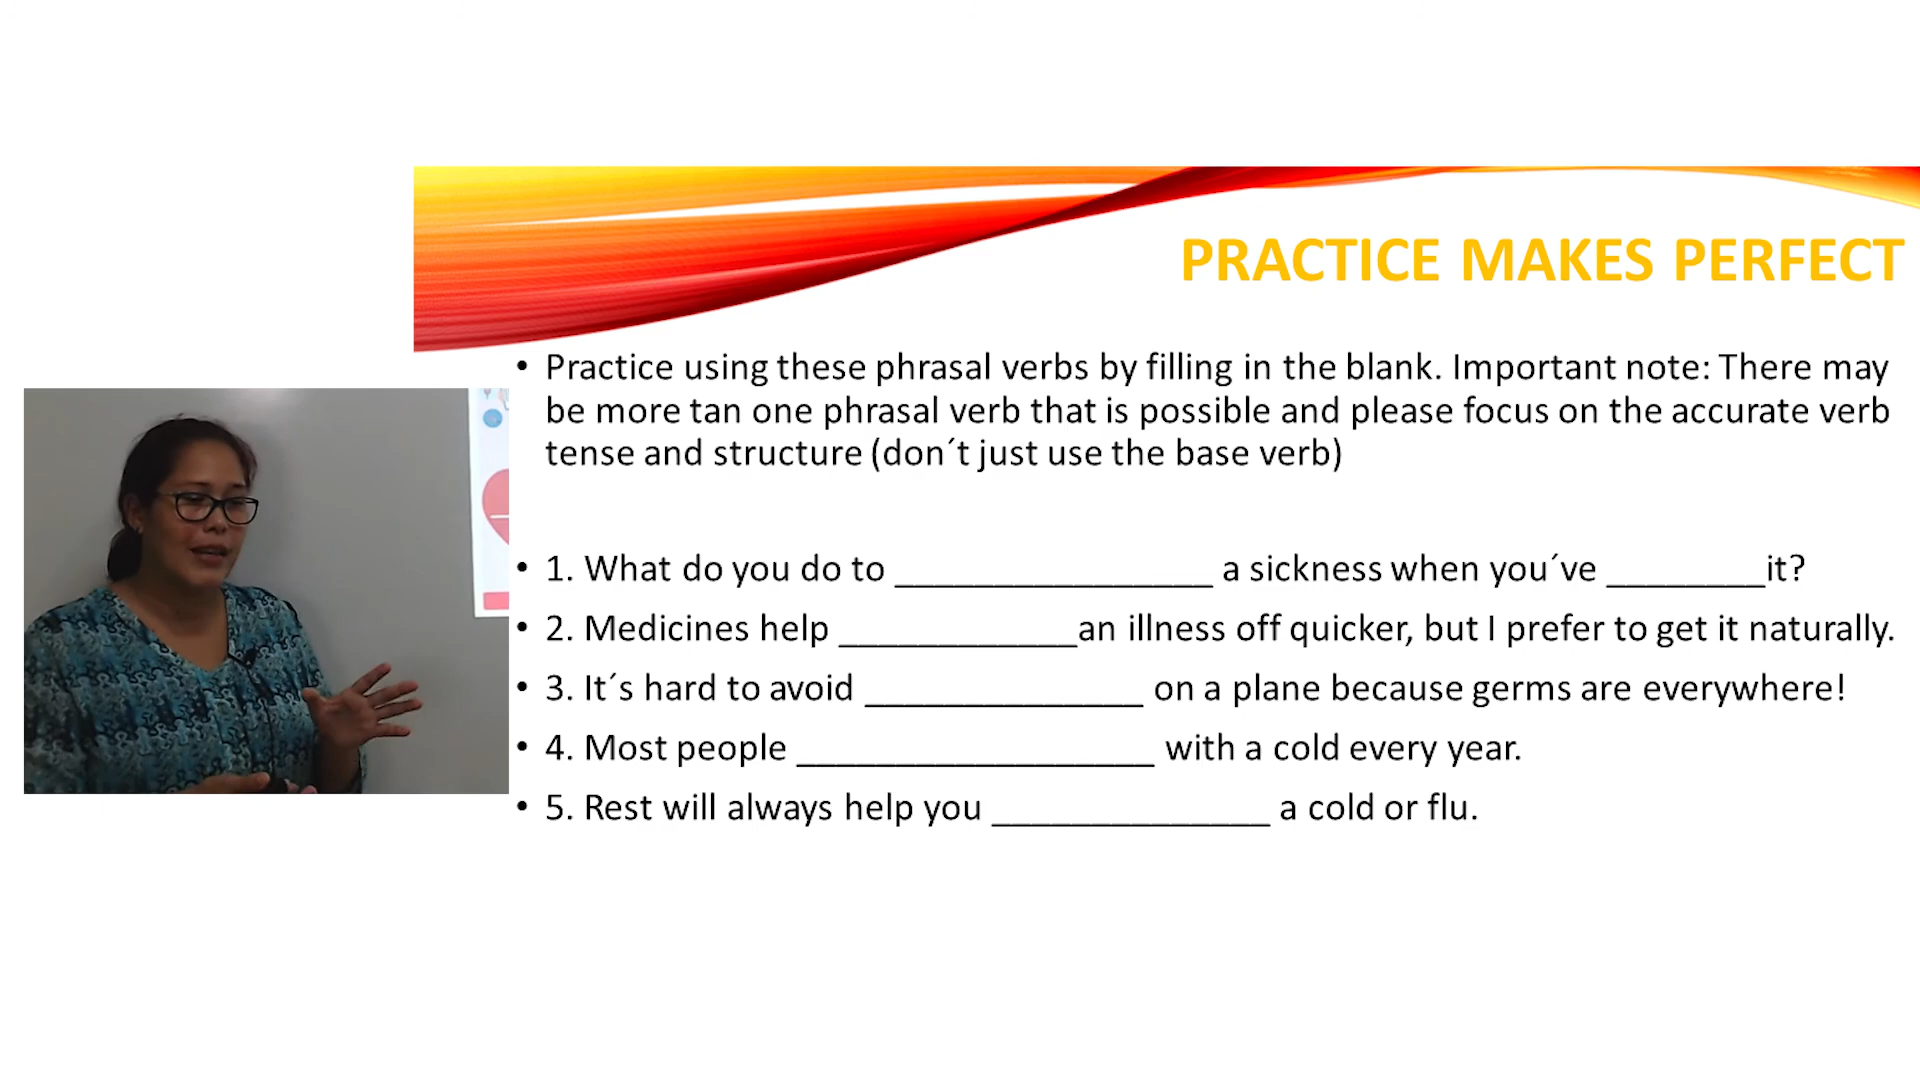 PRACTICE MAKES PERFECT
• Practice using these phrasal verbs by filling in the blank. Important note: There may
be more tan one phrasal verb that is possible and please focus on the accurate verb
tense and structure (don´t just use the base verb)
• 1. What do you do to ________________ a sickness when you´ve ________it?
• 2. Medicines help ____________an illness off quicker, but I prefer to get it naturally.
• 3. It´s hard to avoid ______________ on a plane because germs are everywhere!
• 4. Most people __________________ with a cold every year.
• 5. Rest will always help you ______________ a cold or flu.